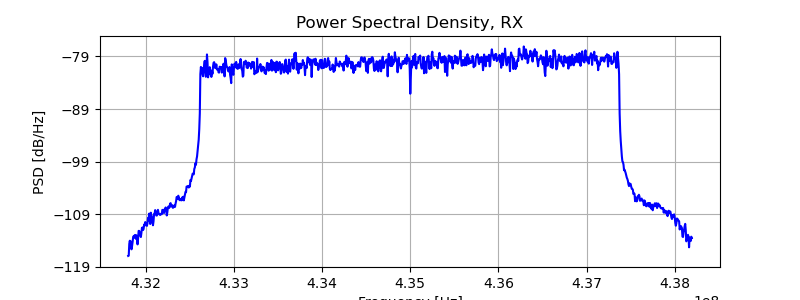 Power Spectral Density, RX
PSD [dB/Hz]
−79
−89
−99
−109
−119
4.32 4.33 4.34 4.35 4.36 4.37 4.38
Frequency [Hz]
1e8